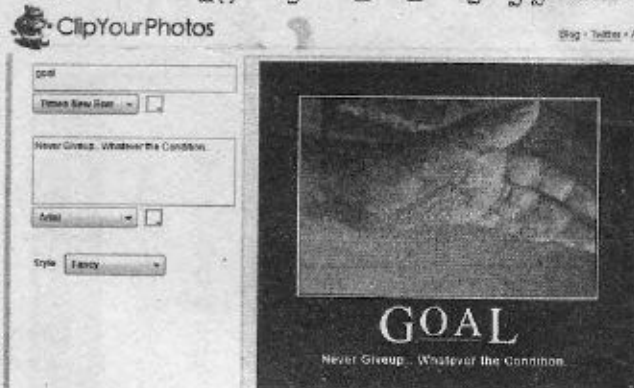 ClipYourPhotos
Blog • Twitter •
goal
Times New Rom
Never Giveup.. Whatever the Condition.
Arial
Style Fancy
GOAL
Never Giveup.. Whatever the Condition.